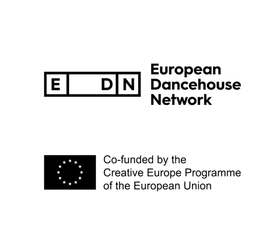 E DN
European
Dancehouse
Network
Co-funded by the
Creative Europe Programme
of the European Union